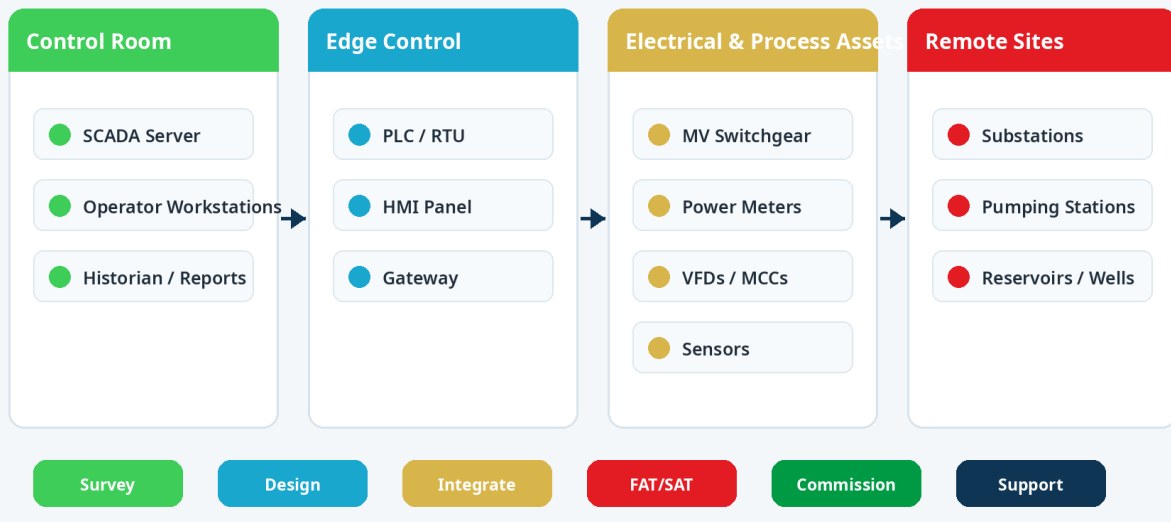 Control Room
SCADA Server
Operator Workstations
Historian / Reports
Edge Control
PLC / RTU
HMI Panel
Gateway
Electrical & Process Assets
MV Switchgear
Power Meters
VFDs / MCCs
Sensors
Remote Sites
Substations
Pumping Stations
Reservoirs / Wells
Survey
Design
Integrate
FAT/SAT
Commission
Support